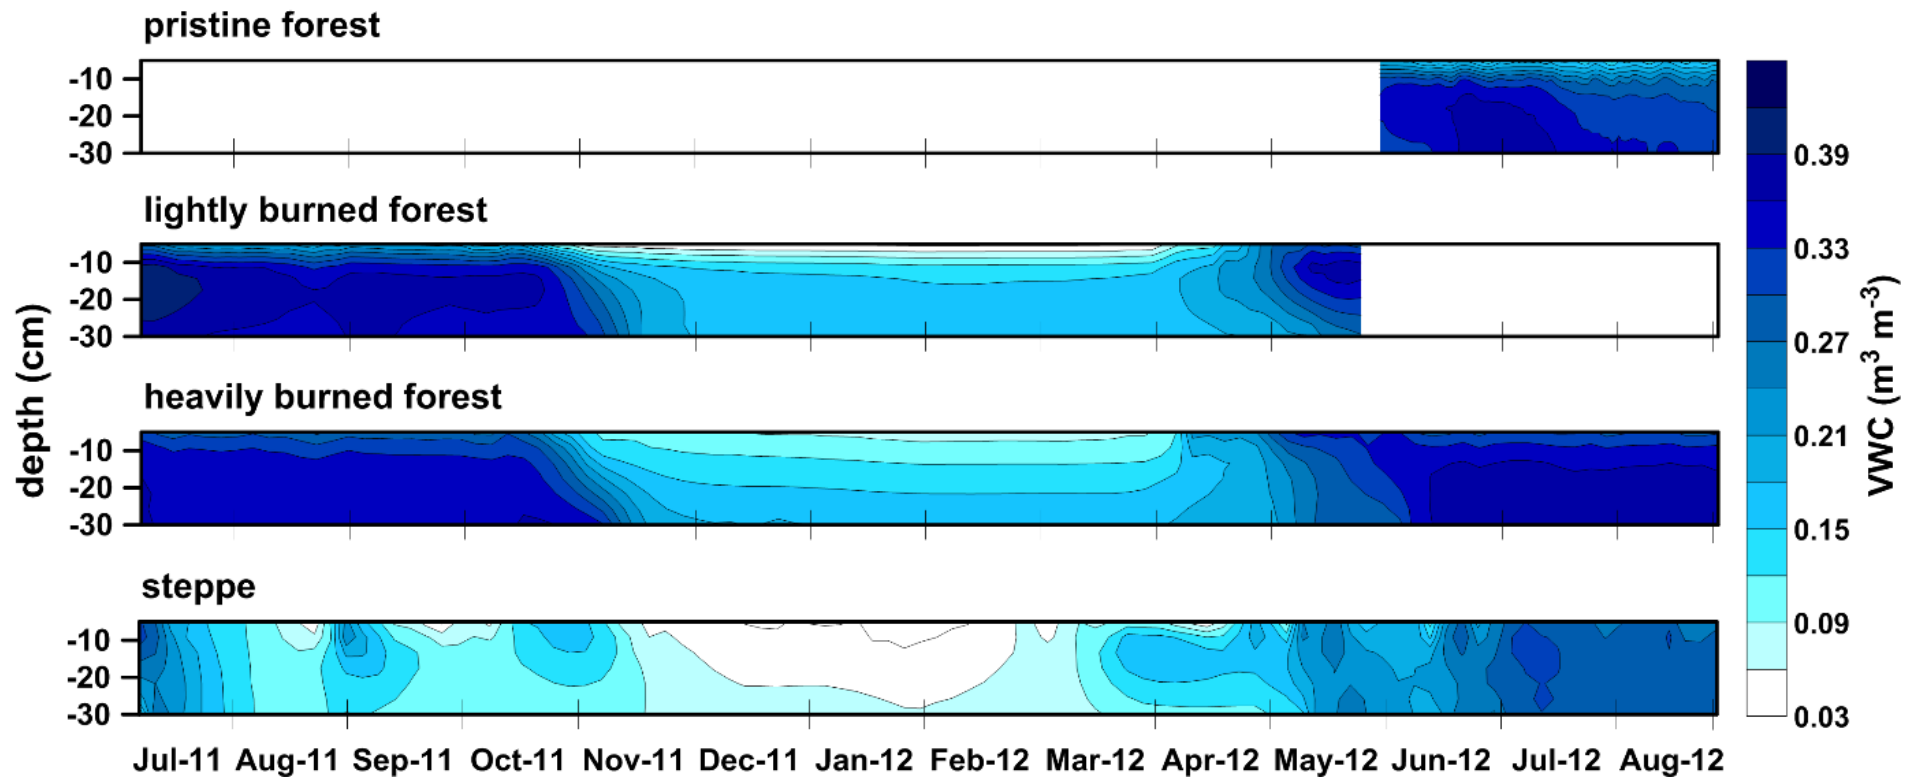 pristine forest
-10
-20
-30
lightly burned forest
-10
-20
-30
heavily burned forest
-10
-20
-30
steppe
-10
-20
-30
depth (cm)
Jul-11 Aug-11 Sep-11 Oct-11 Nov-11 Dec-11 Jan-12 Feb-12 Mar-12 Apr-12 May-12 Jun-12 Jul-12 Aug-12
0.39
0.33
0.27
0.21
0.15
0.09
0.03
VWC (m³ m⁻³)